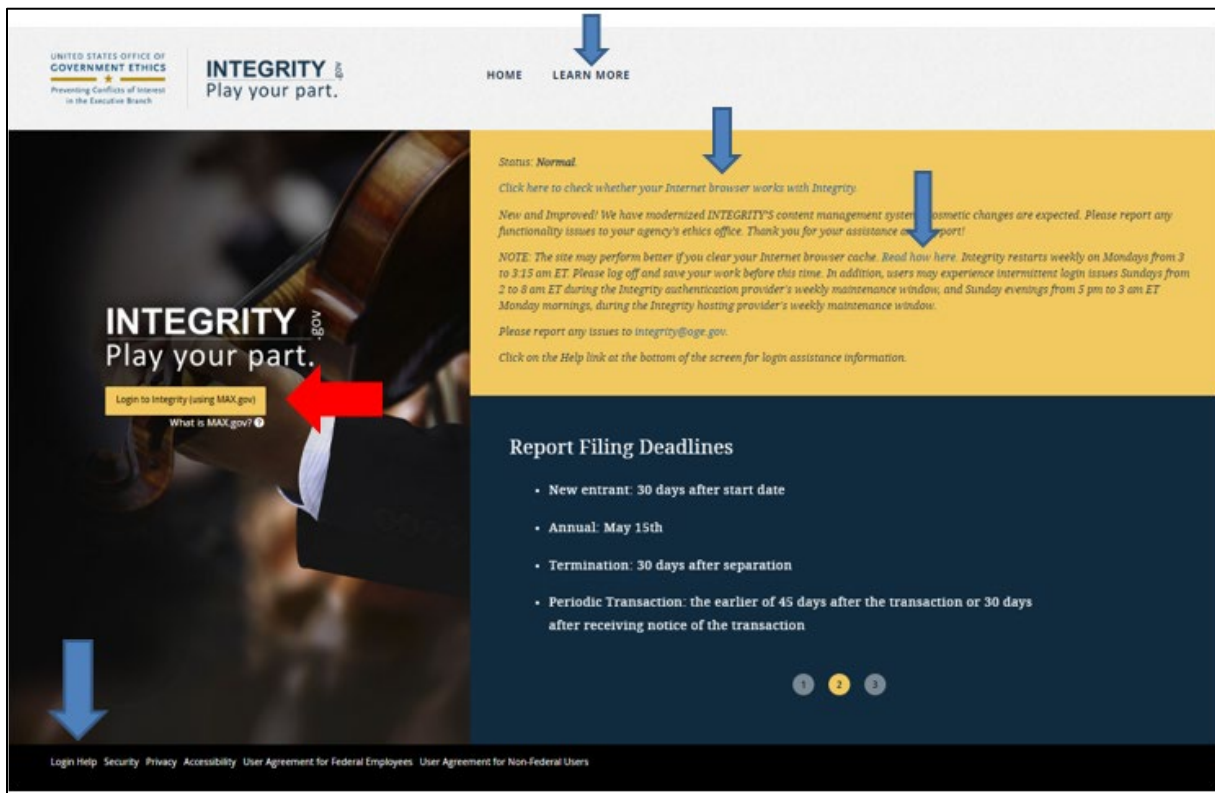 UNITED STATES OFFICE OF
GOVERNMENT ETHICS
Preventing Conflicts of Interest
in the Executive Branch
INTEGRITY .gov
Play your part.
HOME LEARN MORE
Status: Normal.
Click here to check whether your Internet browser works with Integrity.
New and Improved! We have modernized INTEGRITY'S content management system. Cosmetic changes are expected. Please report any
functionality issues to your agency's ethics office. Thank you for your assistance and support!
NOTE: The site may perform better if you clear your Internet browser cache. Read how here. Integrity restarts weekly on Mondays from 3
to 3:15 am ET. Please log off and save your work before this time. In addition, users may experience intermittent login issues Sundays from
2 to 8 am ET during the Integrity authentication provider's weekly maintenance window, and Sunday evenings from 5 pm to 3 am ET
Monday mornings, during the Integrity hosting provider's weekly maintenance window.
Please report any issues to integrity@oge.gov.
Click on the Help link at the bottom of the screen for login assistance information.
INTEGRITY .gov
Play your part.
Login to Integrity (using MAX.gov)
What is MAX.gov? ?
Report Filing Deadlines
• New entrant: 30 days after start date
• Annual: May 15th
• Termination: 30 days after separation
• Periodic Transaction: the earlier of 45 days after the transaction or 30 days
after receiving notice of the transaction
1 2 3
Login Help Security Privacy Accessibility User Agreement for Federal Employees User Agreement for Non-Federal Users